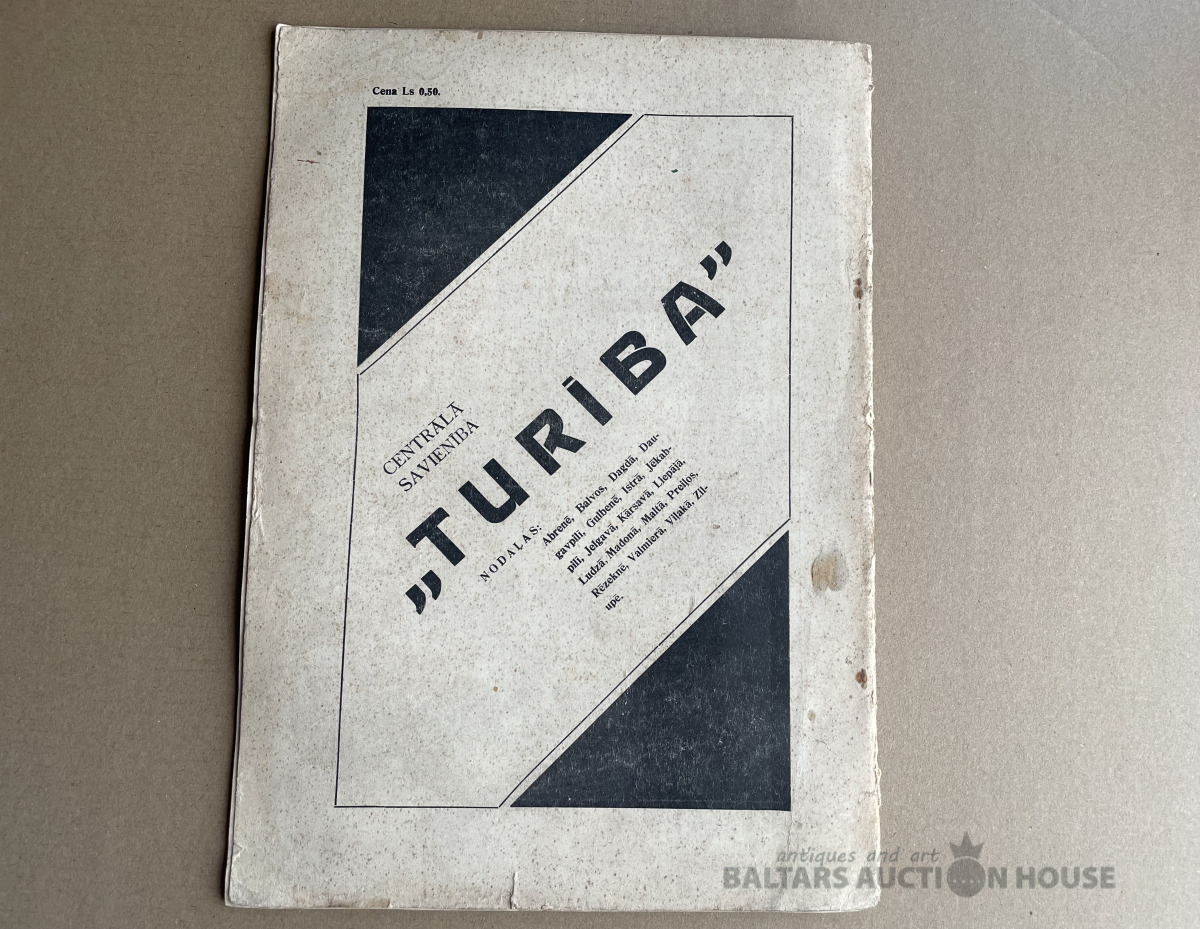 Cena Ls 0,50.
CENTRĀLĀ
SAVIENĪBA
„TURĪBA”
NODAĻAS:
Abrenē, Balvos, Dagdā, Dau-
gavpilī, Gulbenē, Istrā, Jēkab-
pilī, Jelgavā, Kārsavā, Liepājā,
Ludzā, Madonā, Maltā, Preiļos,
Rēzeknē, Valmierā, Viļakā, Zil-
upē.
antiques and art
BALTARS AUCTION HOUSE